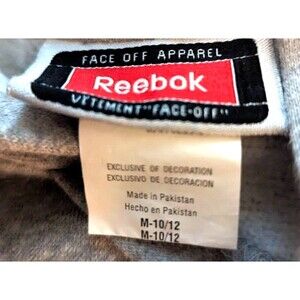 FACE OFF APPAREL
Reebok
VÊTEMENT "FACE-OFF"
EXCLUSIVE OF DECORATION
EXCLUSIVO DE DECORACION
Made in Pakistan
Hecho en Pakistan
M-10/12
M-10/12